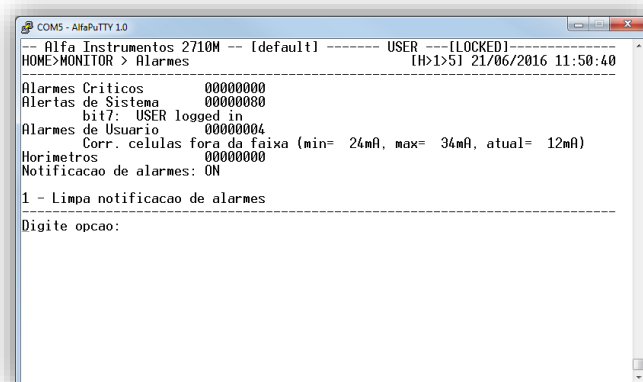 COM5 - AlfaPuTTY 1.0
-- Alfa Instrumentos 2710M -- [default] ------- USER ---[LOCKED]--------------
HOME>MONITOR > Alarmes [H>1>5] 21/06/2016 11:50:40
-------------------------------------------------------------------------------
Alarmes Criticos 00000000
Alertas de Sistema 00000080
bit7: USER logged in
Alarmes de Usuario 00000004
Corr. celulas fora da faixa (min= 24mA, max= 34mA, atual= 12mA)
Horimetros 00000000
Notificacao de alarmes: ON
1 - Limpa notificacao de alarmes
-------------------------------------------------------------------------------
Digite opcao: